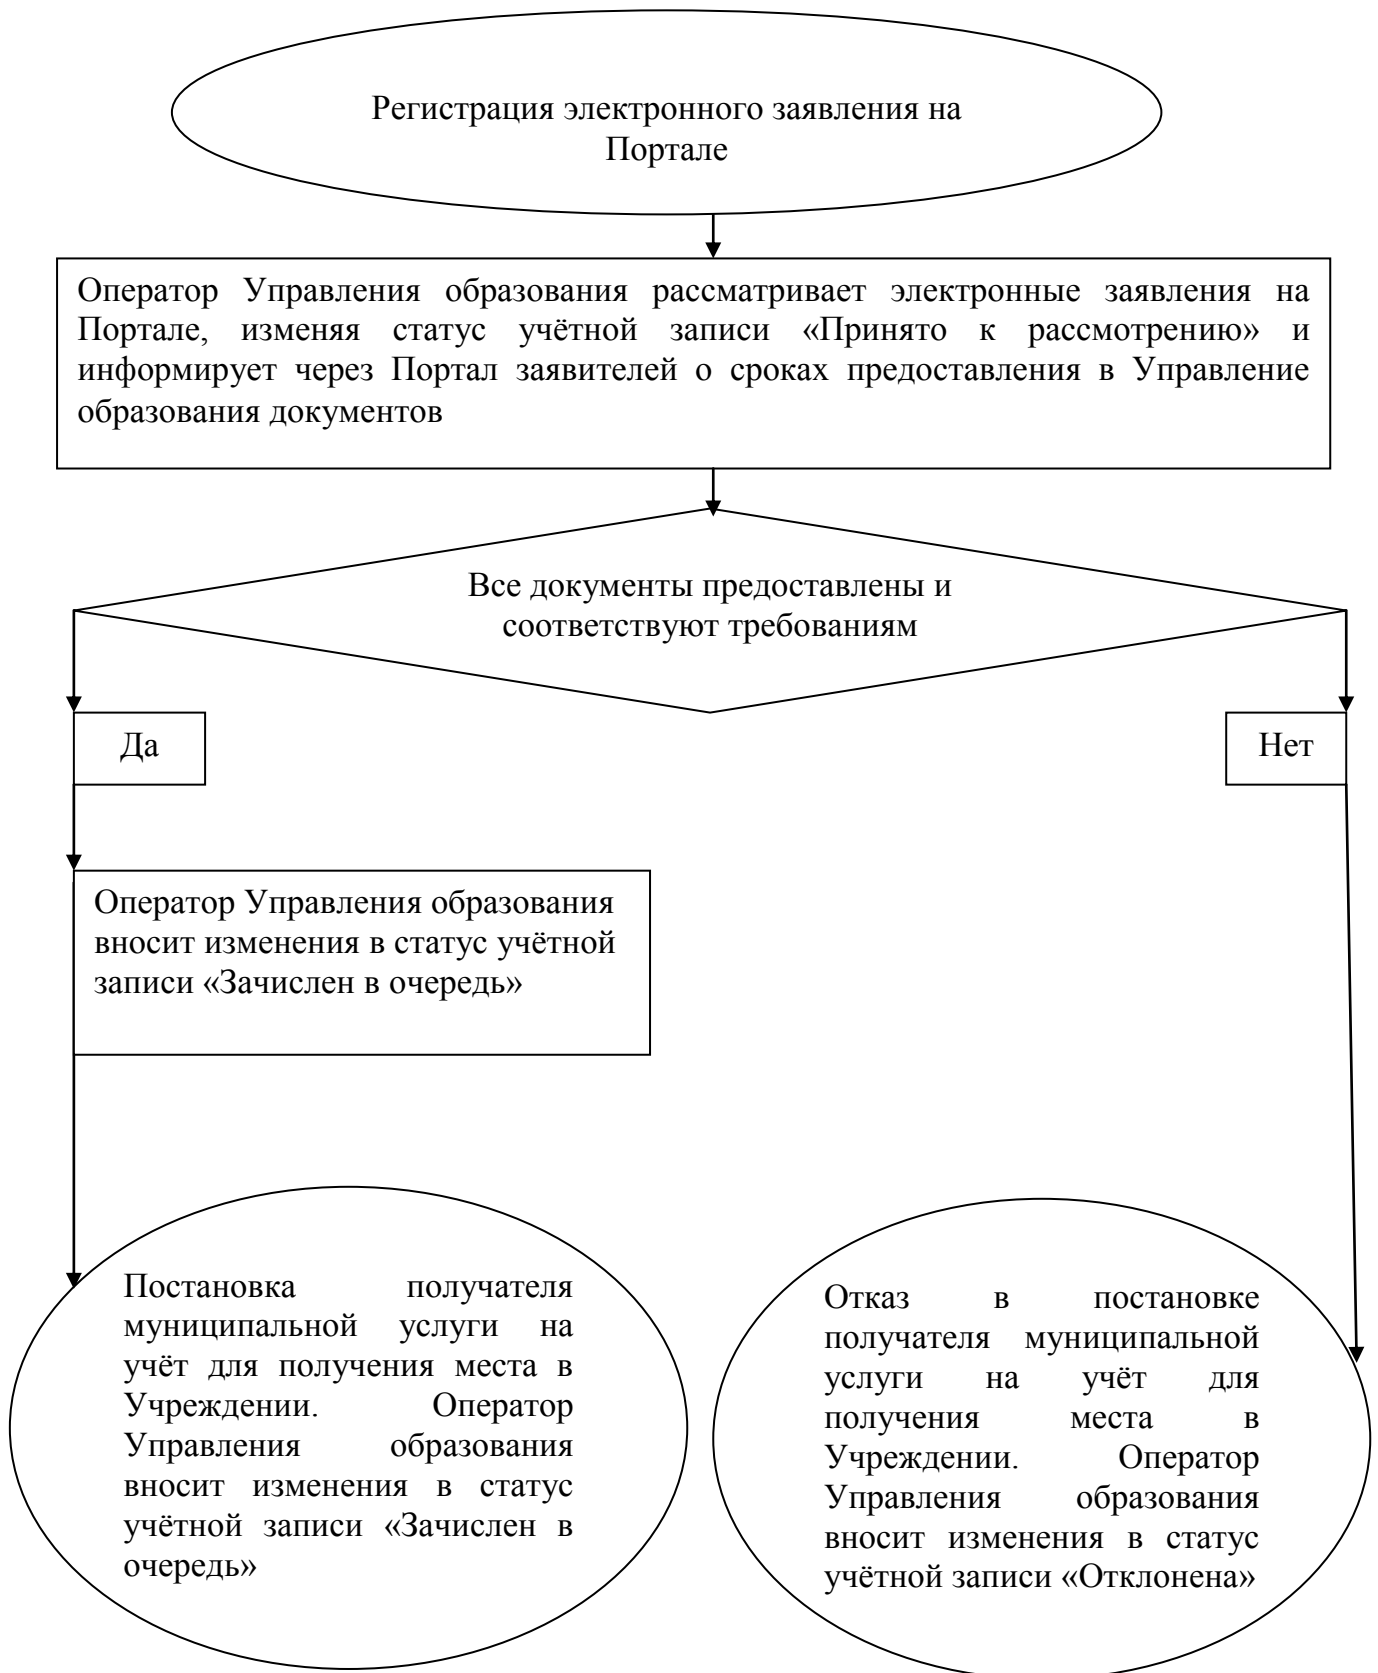 Регистрация электронного заявления на
Портале
Оператор Управления образования рассматривает электронные заявления на
Портале, изменяя статус учётной записи «Принято к рассмотрению» и
информирует через Портал заявителей о сроках предоставления в Управление
образования документов
Все документы предоставлены и
соответствуют требованиям
Да
Нет
Оператор Управления образования
вносит изменения в статус учётной
записи «Зачислен в очередь»
Постановка получателя
муниципальной услуги на
учёт для получения места в
Учреждении. Оператор
Управления образования
вносит изменения в статус
учётной записи «Зачислен в
очередь»
Отказ в постановке
получателя муниципальной
услуги на учёт для
получения места в
Учреждении. Оператор
Управления образования
вносит изменения в статус
учётной записи «Отклонена»